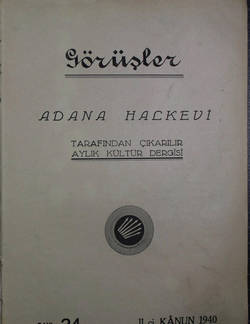 Görüşler
ADANA HALKEVİ
TARAFINDAN ÇIKARILIR
AYLIK KÜLTÜR DERGİSİ
24
II.ci KÂNUN 1940